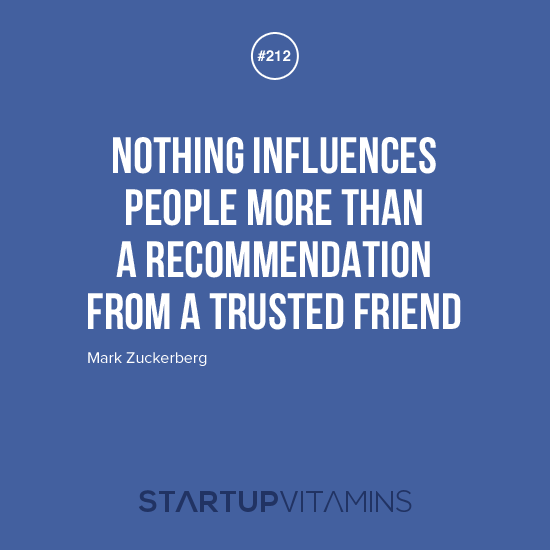 #212
NOTHING INFLUENCES
PEOPLE MORE THAN
A RECOMMENDATION
FROM A TRUSTED FRIEND
Mark Zuckerberg
STARTUPVITAMINS